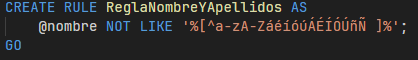 CREATE RULE ReglaNombreYApellidos AS
@nombre NOT LIKE '%[^a-zA-ZáéíóúÁÉÍÓÚñÑ ]%';
GO